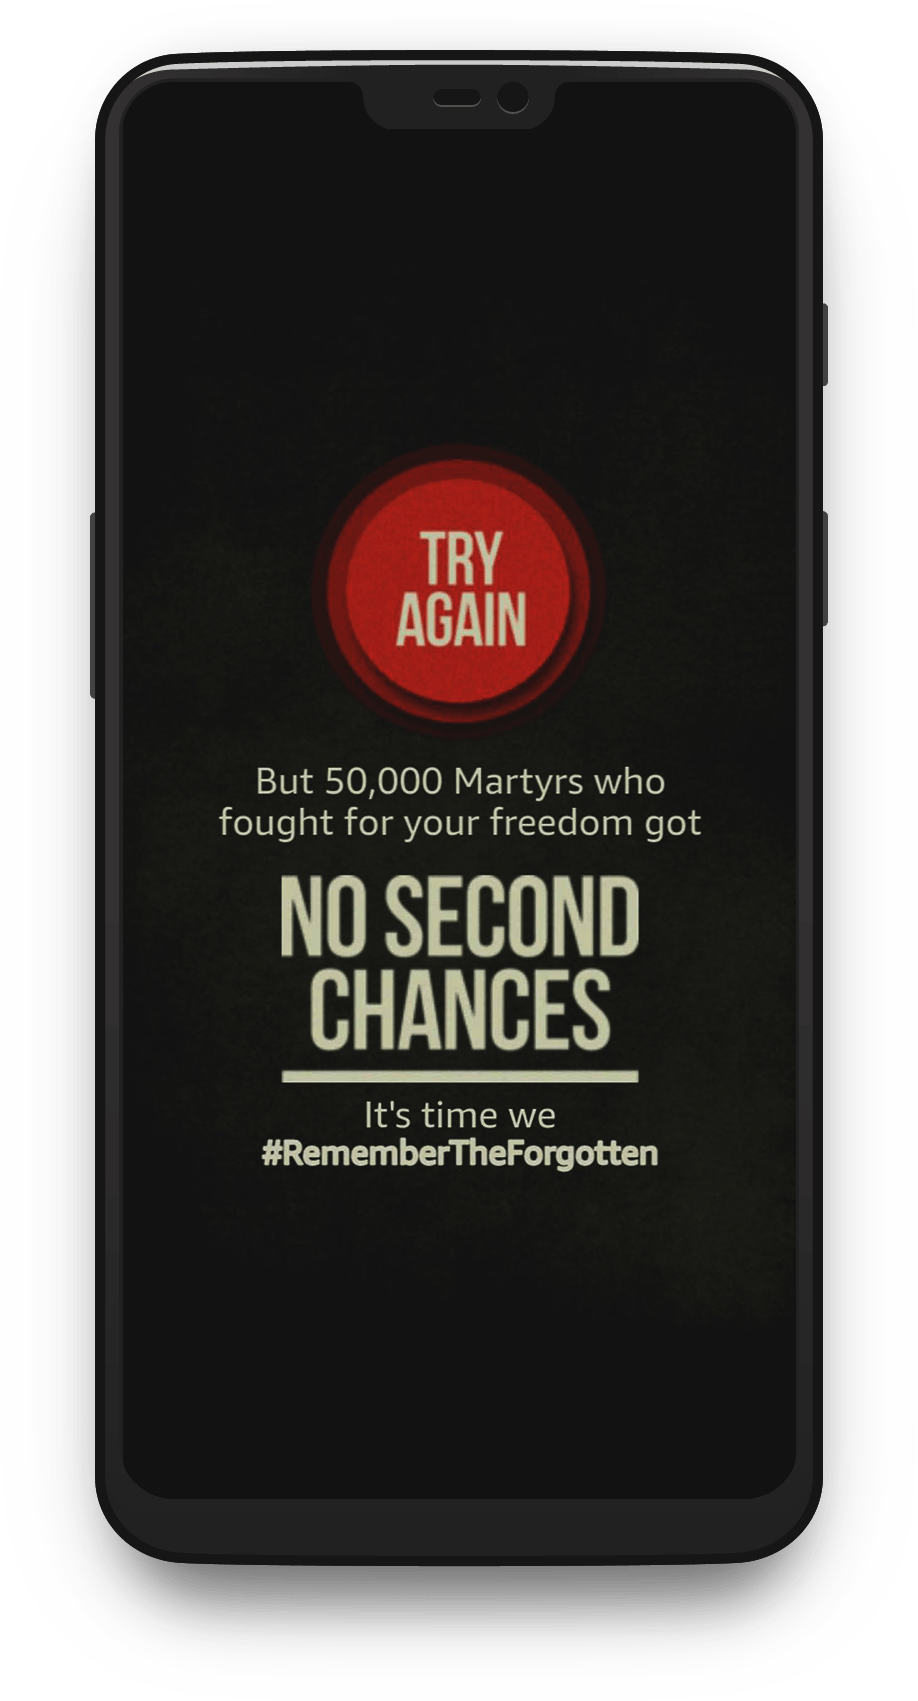 TRY
AGAIN
But 50,000 Martyrs who
fought for your freedom got
NO SECOND
CHANCES
It's time we
#RememberTheForgotten